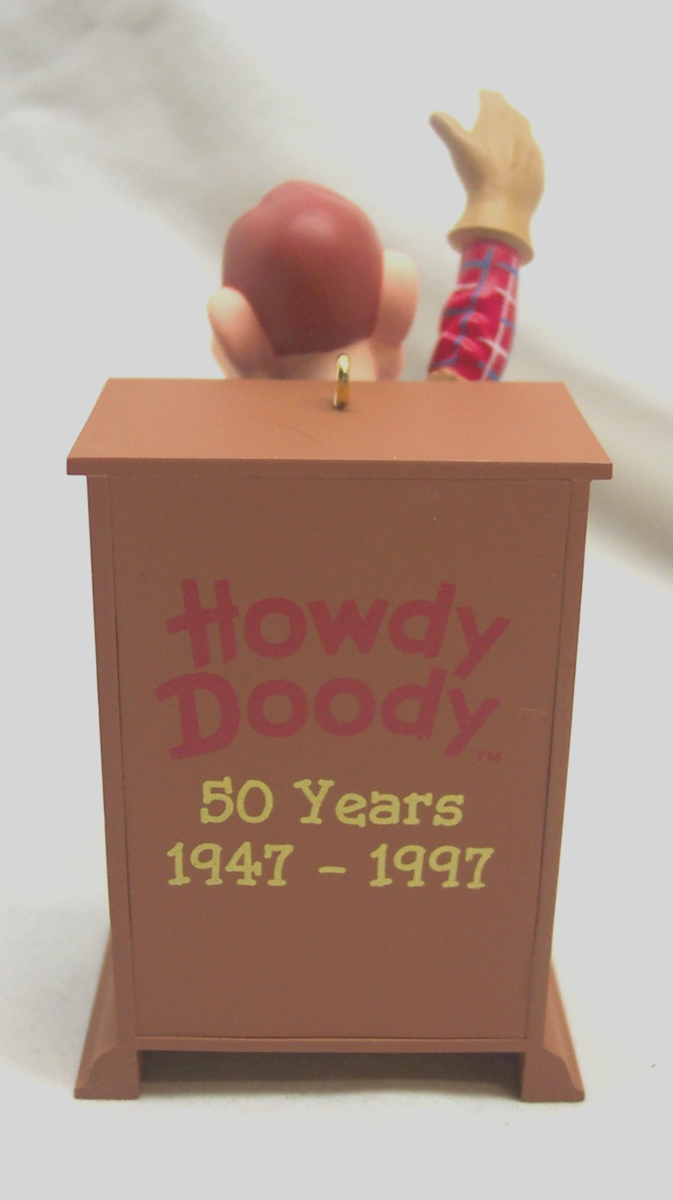 Howdy
Doody™
50 Years
1947 - 1997